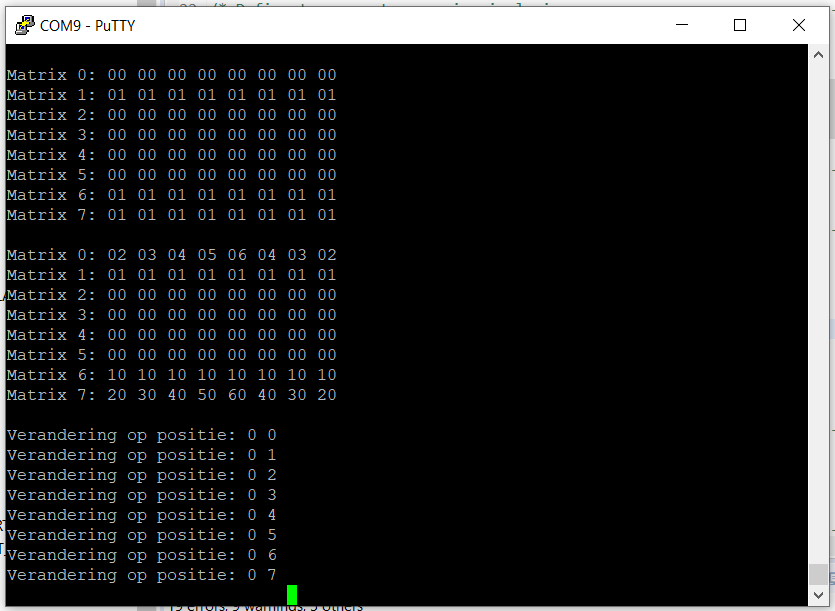 COM9 - PuTTY
Matrix 0: 00 00 00 00 00 00 00 00
Matrix 1: 01 01 01 01 01 01 01 01
Matrix 2: 00 00 00 00 00 00 00 00
Matrix 3: 00 00 00 00 00 00 00 00
Matrix 4: 00 00 00 00 00 00 00 00
Matrix 5: 00 00 00 00 00 00 00 00
Matrix 6: 01 01 01 01 01 01 01 01
Matrix 7: 01 01 01 01 01 01 01 01
Matrix 0: 02 03 04 05 06 04 03 02
Matrix 1: 01 01 01 01 01 01 01 01
Matrix 2: 00 00 00 00 00 00 00 00
Matrix 3: 00 00 00 00 00 00 00 00
Matrix 4: 00 00 00 00 00 00 00 00
Matrix 5: 00 00 00 00 00 00 00 00
Matrix 6: 10 10 10 10 10 10 10 10
Matrix 7: 20 30 40 50 60 40 30 20
Verandering op positie: 0 0
Verandering op positie: 0 1
Verandering op positie: 0 2
Verandering op positie: 0 3
Verandering op positie: 0 4
Verandering op positie: 0 5
Verandering op positie: 0 6
Verandering op positie: 0 7
19 errors, 9 warnings, 5 others